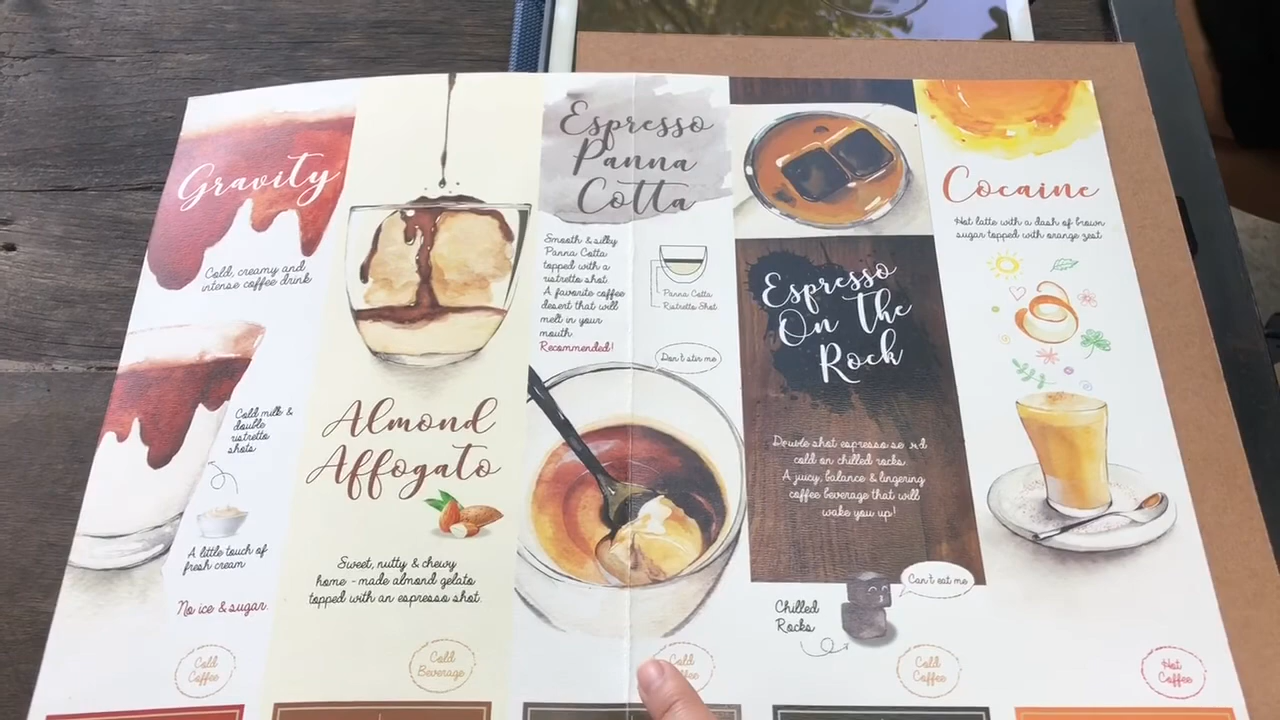 Gravity
Cold, creamy and
intense coffee drink
Cold milk &
double
ristretto
shots
A little touch of
fresh cream
No ice & sugar.
Cold
Coffee
Almond
Affogato
Sweet, nutty & chewy
home - made almond gelato
topped with an espresso shot.
Cold
Beverage
Espresso
Panna
Cotta
Smooth & silky
Panna Cotta
topped with a
ristretto shot.
A favorite coffee
desert that will
melt in your
mouth.
Recommended!
Panna Cotta
Ristretto Shot
Don't stir me
Cold
Espresso
On the
Rock
Double shot espresso
cold on chilled rocks.
A juicy, balance & lingering
coffee beverage that will
wake you up!
Chilled
Rocks
Can't eat me
Cold
Coffee
Cocaine
Hot latte with a dash of brown
sugar topped with orange zest
Hot
Coffee